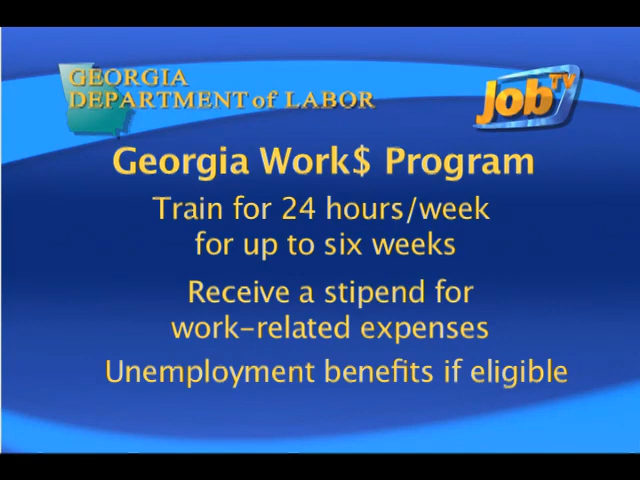 GEORGIA
DEPARTMENT of LABOR
Job TV
Georgia Work$ Program
Train for 24 hours/week
for up to six weeks
Receive a stipend for
work-related expenses
Unemployment benefits if eligible